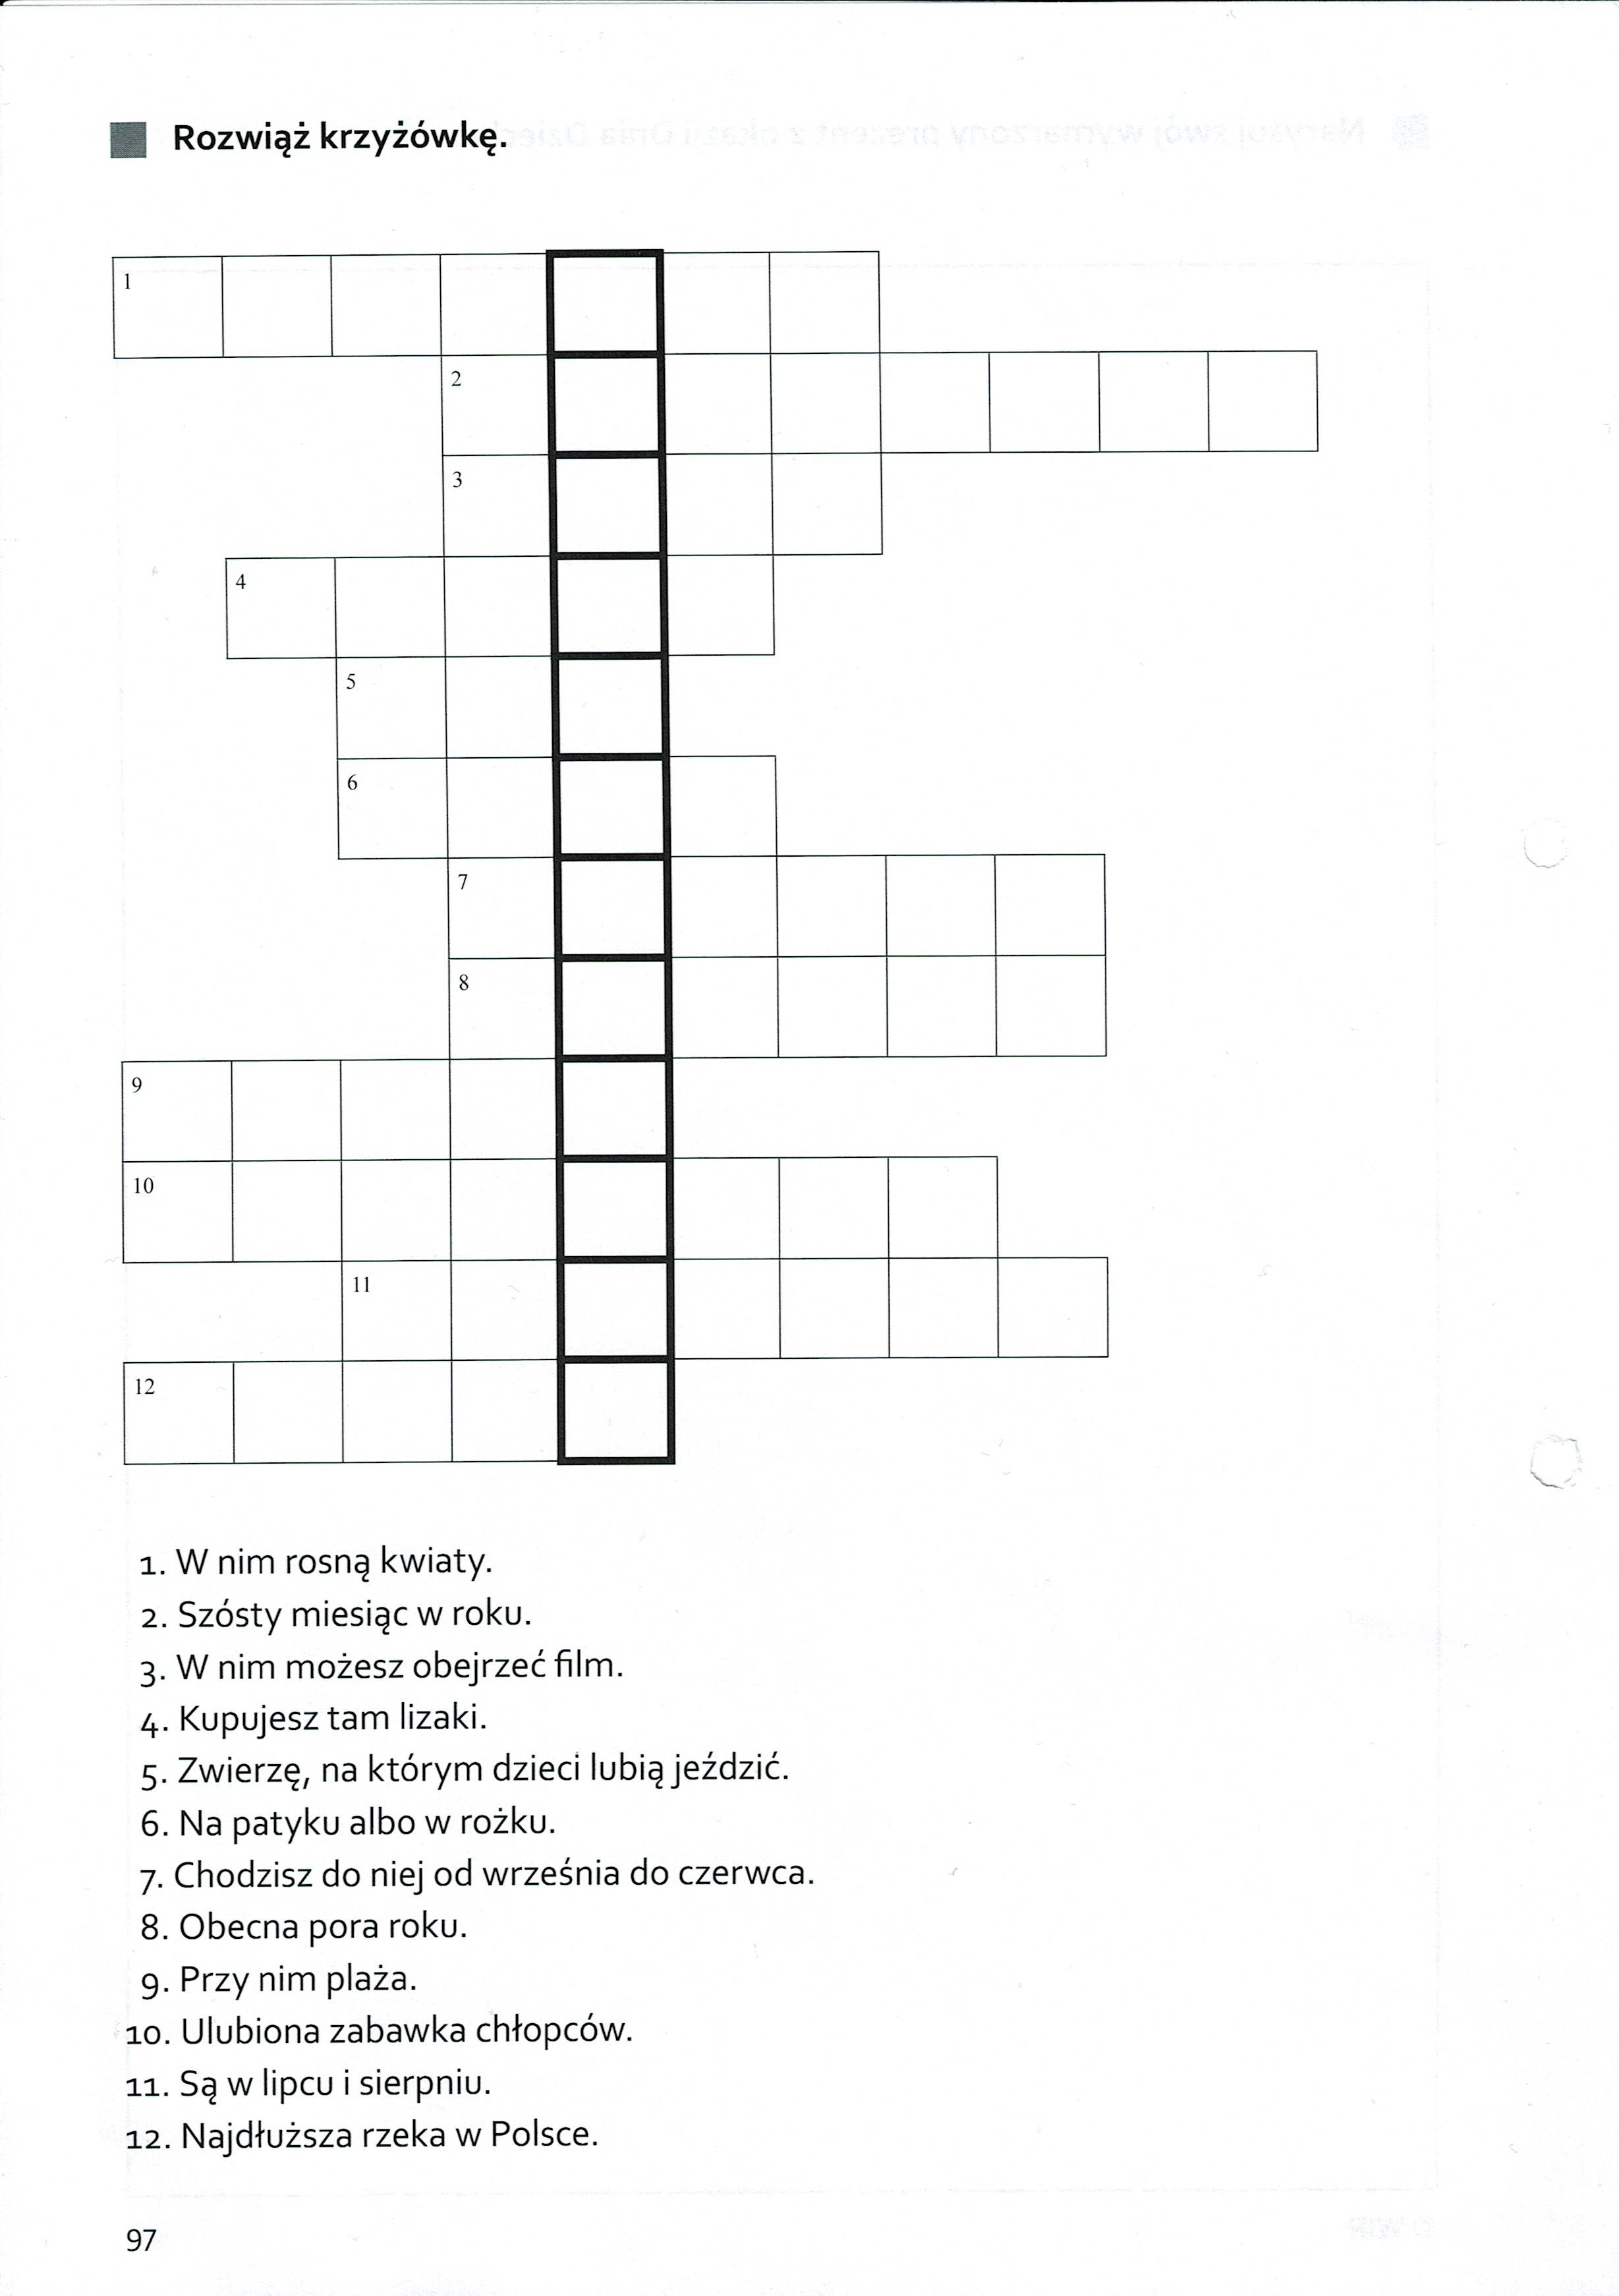 Rozwiąż krzyżówkę.
1
2
3
4
5
6
7
8
9
10
11
12
1. W nim rosną kwiaty.
2. Szósty miesiąc w roku.
3. W nim możesz obejrzeć film.
4. Kupujesz tam lizaki.
5. Zwierzę, na którym dzieci lubią jeździć.
6. Na patyku albo w rożku.
7. Chodzisz do niej od września do czerwca.
8. Obecna pora roku.
9. Przy nim plaża.
10. Ulubiona zabawka chłopców.
11. Są w lipcu i sierpniu.
12. Najdłuższa rzeka w Polsce.
97